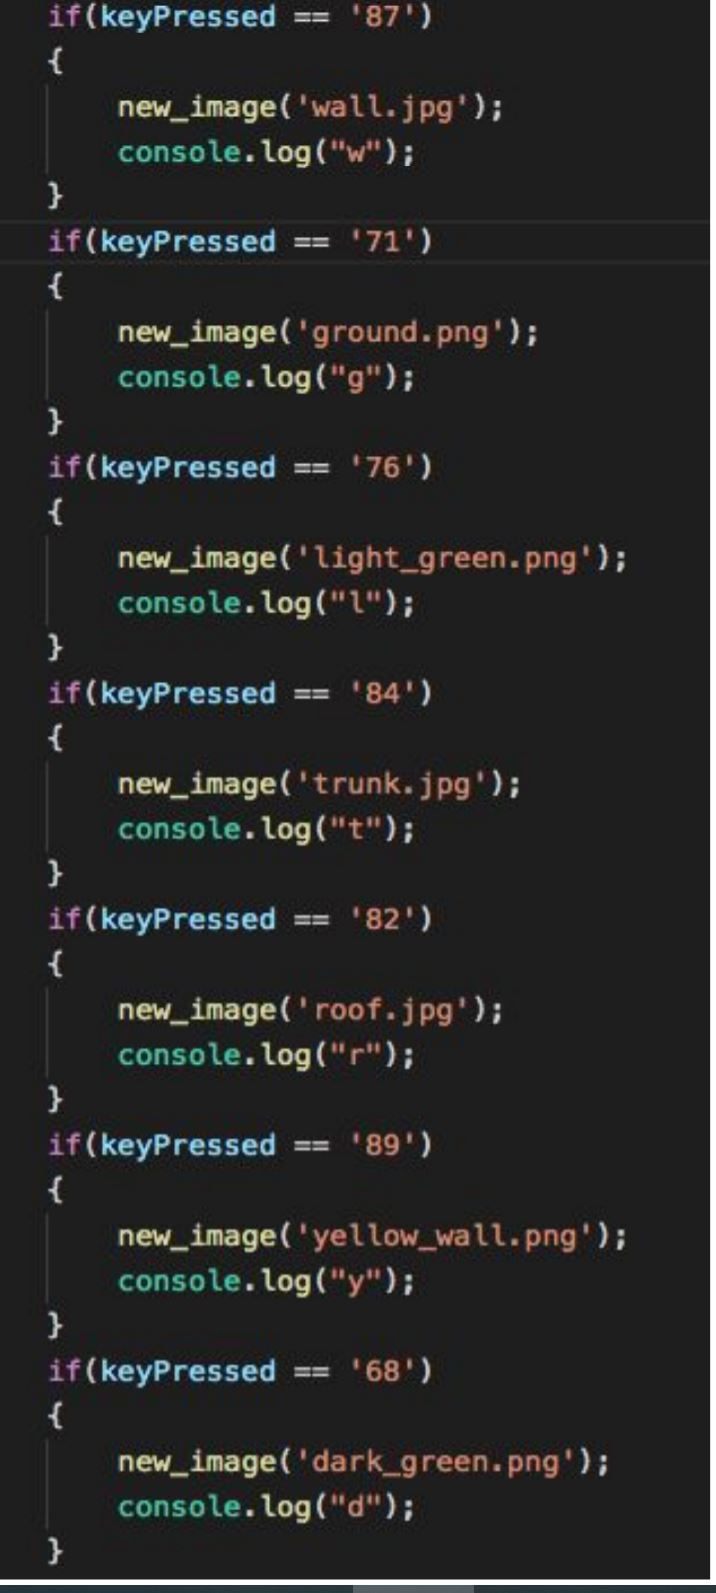 if(keyPressed == '87')
{
    new_image('wall.jpg');
    console.log("w");
}
if(keyPressed == '71')
{
    new_image('ground.png');
    console.log("g");
}
if(keyPressed == '76')
{
    new_image('light_green.png');
    console.log("l");
}
if(keyPressed == '84')
{
    new_image('trunk.jpg');
    console.log("t");
}
if(keyPressed == '82')
{
    new_image('roof.jpg');
    console.log("r");
}
if(keyPressed == '89')
{
    new_image('yellow_wall.png');
    console.log("y");
}
if(keyPressed == '68')
{
    new_image('dark_green.png');
    console.log("d");
}